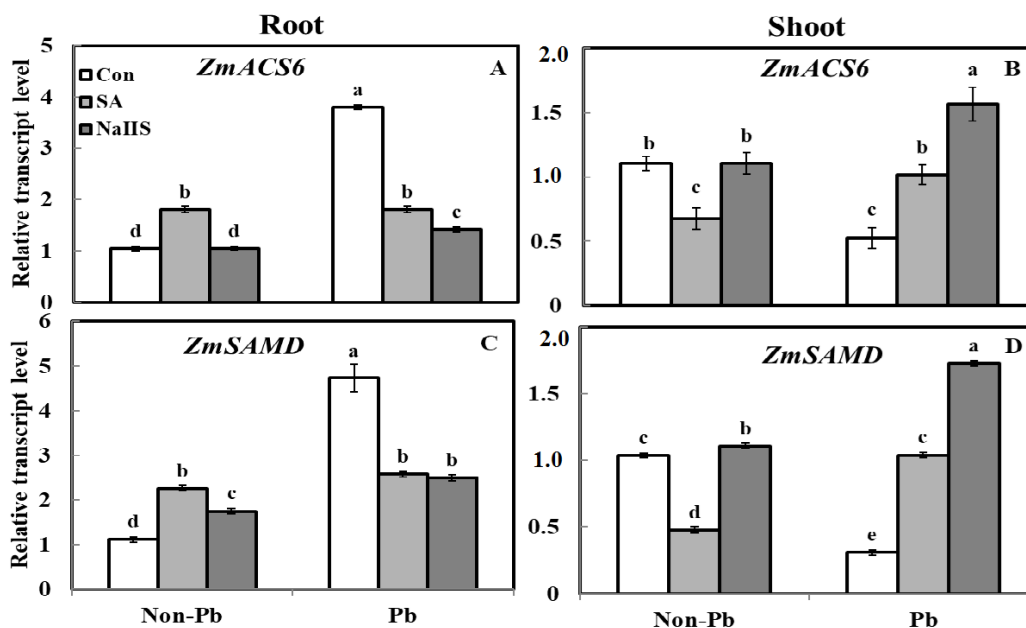 Root
Shoot
Relative transcript level
5
4
3
2
1
0
ZmACS6
A
Con
SA
NaHS
d
b
d
a
b
c
2.0
1.5
1.0
0.5
0
ZmACS6
B
b
c
b
c
b
a
Relative transcript level
6
5
4
3
2
1
0
ZmSAMD
C
d
b
c
a
b
b
Non-Pb
Pb
2.0
1.5
1.0
0.5
0
ZmSAMD
D
c
d
b
e
c
a
Non-Pb
Pb